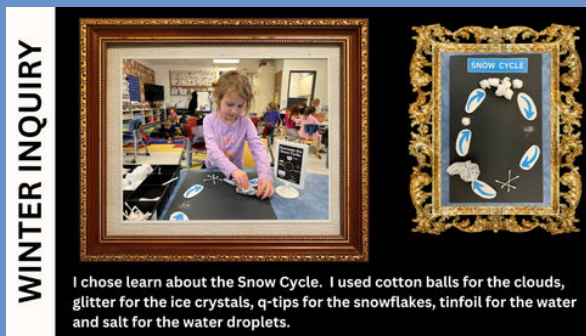 WINTER INQUIRY
SNOW CYCLE
I chose learn about the Snow Cycle.  I used cotton balls for the clouds,
glitter for the ice crystals, q-tips for the snowflakes, tinfoil for the water
and salt for the water droplets.